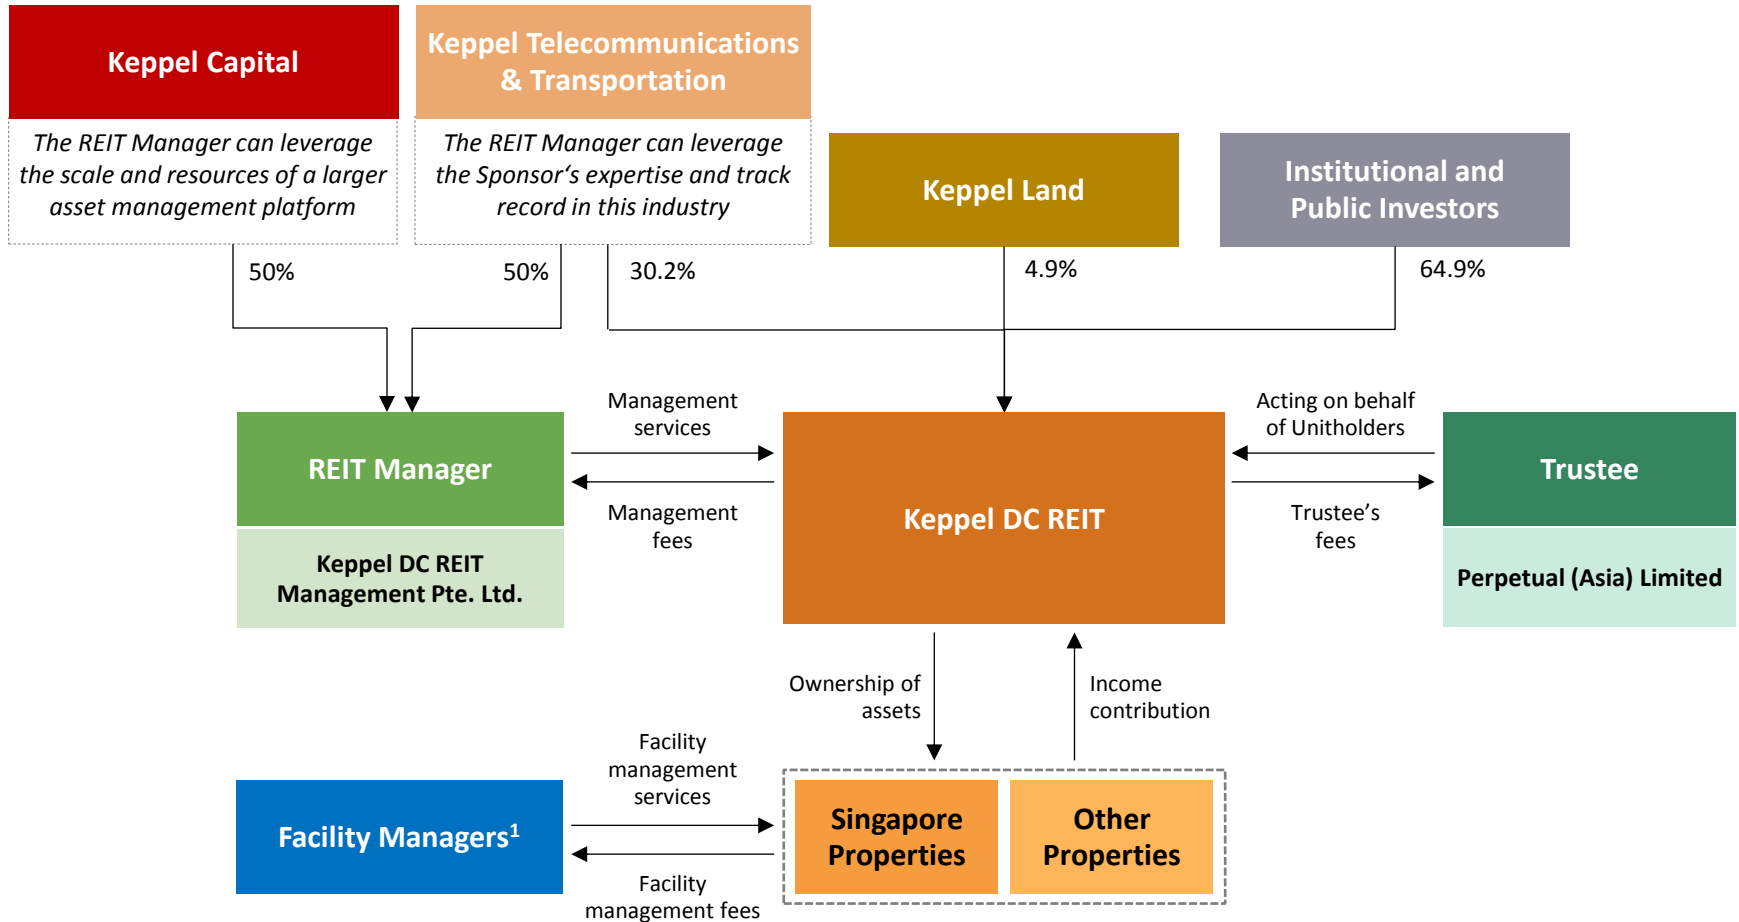 Keppel Capital
The REIT Manager can leverage
the scale and resources of a larger
asset management platform
Keppel Telecommunications
& Transportation
The REIT Manager can leverage
the Sponsor‘s expertise and track
record in this industry
Keppel Land
Institutional and
Public Investors
50%
50%
30.2%
4.9%
64.9%
REIT Manager
Keppel DC REIT
Management Pte. Ltd.
Management
services
Management
fees
Keppel DC REIT
Acting on behalf
of Unitholders
Trustee’s
fees
Trustee
Perpetual (Asia) Limited
Ownership of
assets
Income
contribution
Facility Managers¹
Facility
management
services
Facility
management fees
Singapore
Properties
Other
Properties